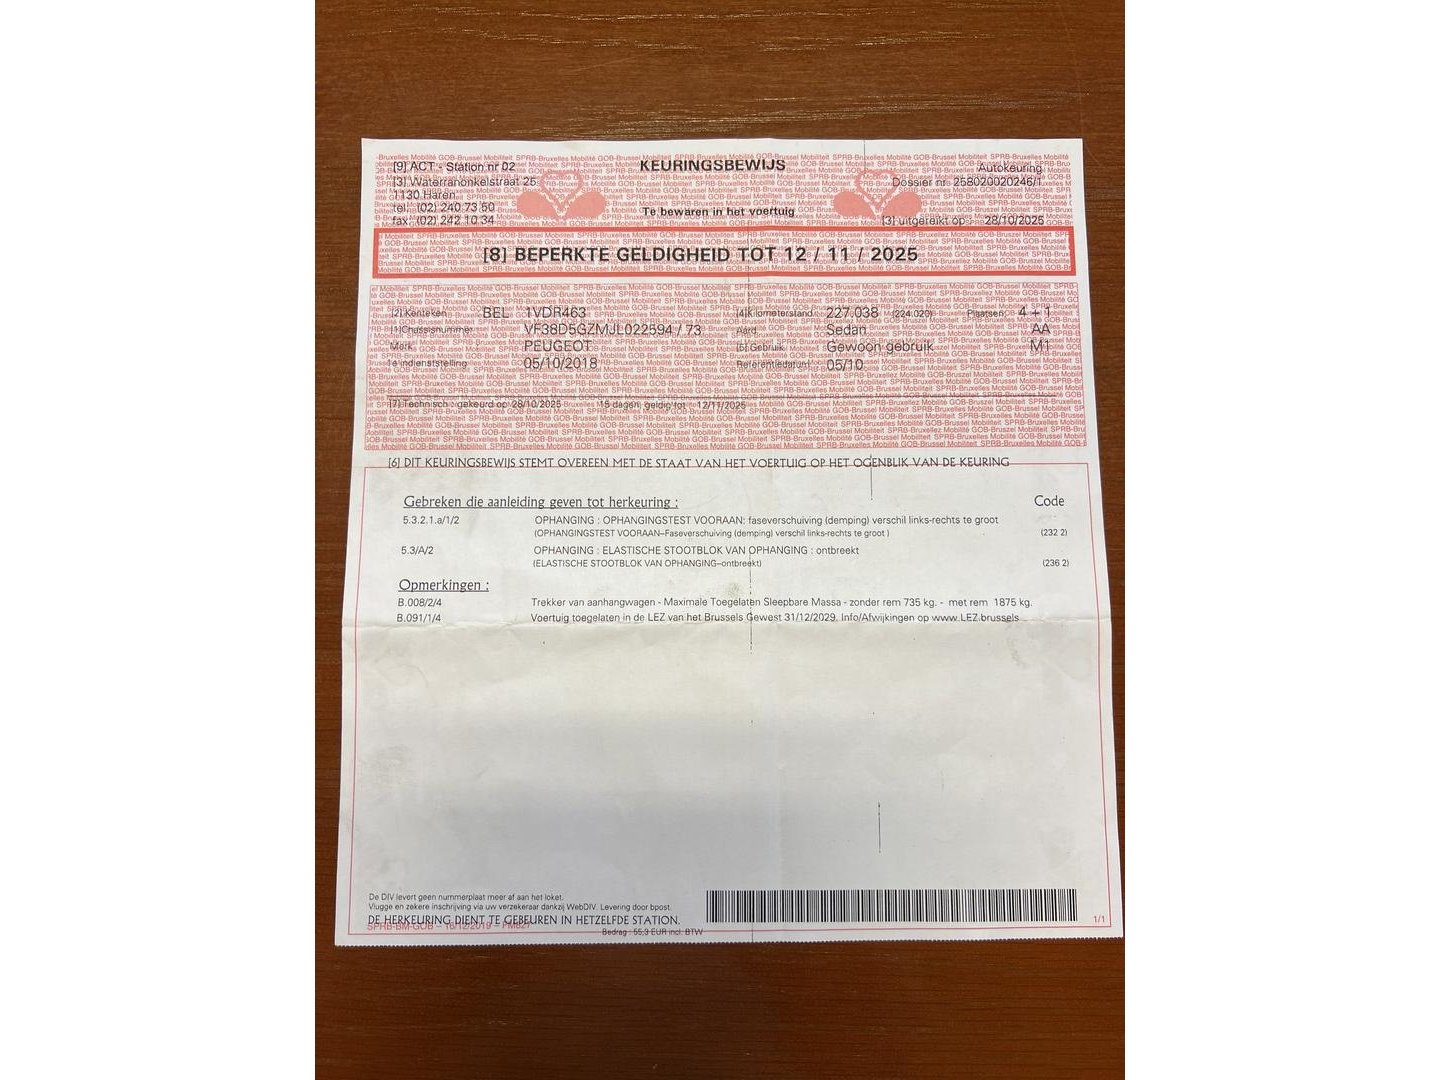 [9] ACT - Station nr 02
[3] Waterranonkelstraat 25
1130 Haren
tel : (02) 240 73 50
fax : (02) 242 10 34
KEURINGSBEWIJS
Te bewaren in het voertuig
Autokeuring
Dossier nr. 258020020246/1
[3] uitgereikt op : 28/10/2025
[8] BEPERKTE GELDIGHEID TOT 12 / 11 / 2025
[2] Kenteken BEL 1VDR463 [4] Kilometerstand 227.038 (224.020) Plaatsen 4 + 1
[1] Chassisnummer VF38D5GZMJL022594 / 73 Aard Sedan AA
Merk PEUGEOT [5] Gebruik Gewoon gebruik M1
Indienststelling 05/10/2018 Referentiedatum 05/10
[7] Technisch : gekeurd op 28/10/2025 15 dagen, geldig tot 12/11/2025
[6] DIT KEURINGSBEWIJS STEMT OVEREEN MET DE STAAT VAN HET VOERTUIG OP HET OGENBLIK VAN DE KEURING
Gebreken die aanleiding geven tot herkeuring : Code
5.3.2.1.a/1/2 OPHANGING : OPHANGINGSTEST VOORAAN: faseverschuiving (demping) verschil links-rechts te groot
(OPHANGINGSTEST VOORAAN–Faseverschuiving (demping) verschil links-rechts te groot ) (232 2)
5.3/A/2 OPHANGING : ELASTISCHE STOOTBLOK VAN OPHANGING : ontbreekt
(ELASTISCHE STOOTBLOK VAN OPHANGING–ontbreekt) (236 2)
Opmerkingen :
B.008/2/4 Trekker van aanhangwagen - Maximale Toegelaten Sleepbare Massa - zonder rem 735 kg. - met rem 1875 kg.
B.091/1/4 Voertuig toegelaten in de LEZ van het Brussels Gewest 31/12/2029. Info/Afwijkingen op www.LEZ.brussels
De DIV levert geen nummerplaat meer af aan het loket.
Vlugge en zekere inschrijving via uw verzekeraar dankzij WebDIV. Levering door bpost.
DE HERKEURING DIENT TE GEBEUREN IN HETZELFDE STATION.
SPRB-BM-GOB – 16/12/2019 – PM827
Bedrag : 55,3 EUR incl. BTW
1/1